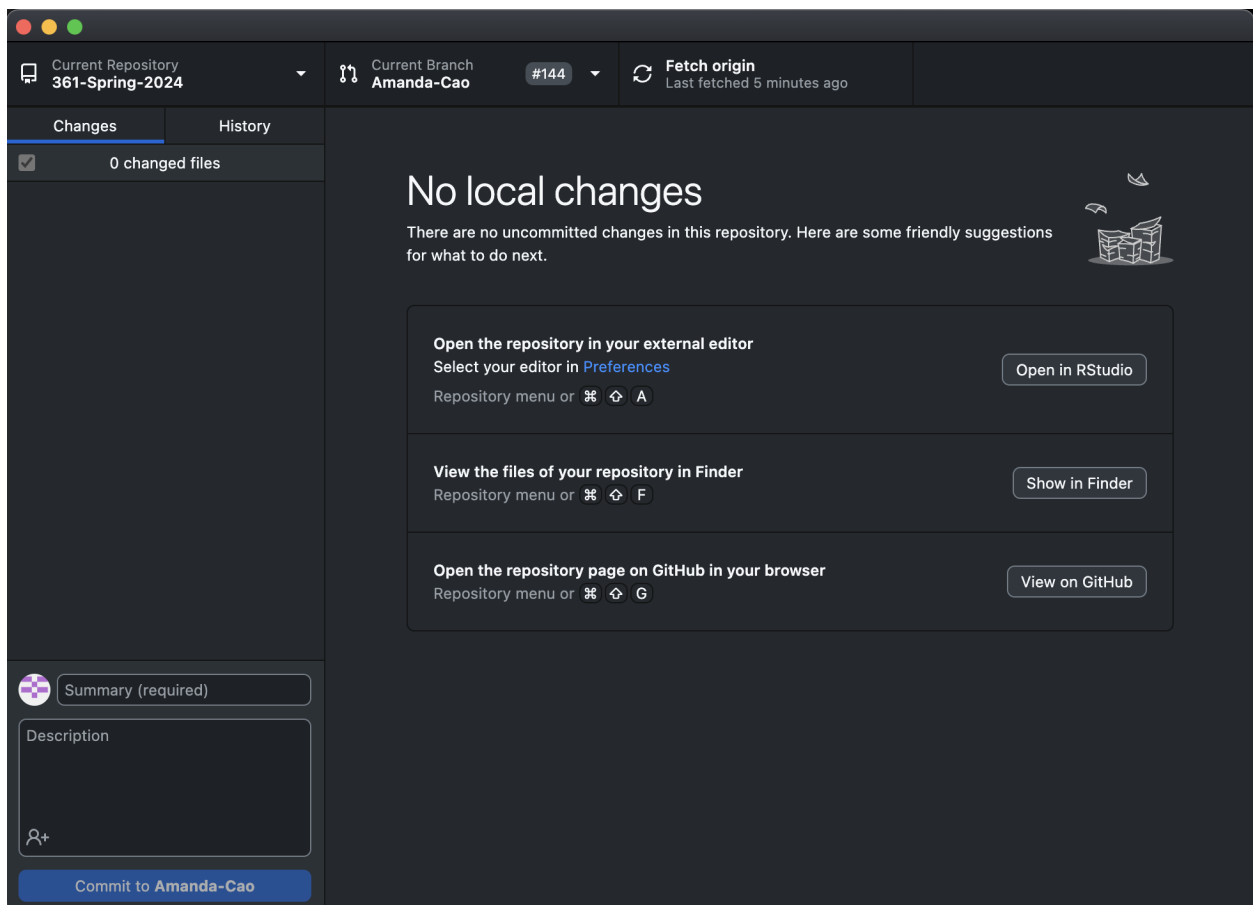 Current Repository
361-Spring-2024
Current Branch
Amanda-Cao
#144
Fetch origin
Last fetched 5 minutes ago
Changes
History
0 changed files
No local changes
There are no uncommitted changes in this repository. Here are some friendly suggestions
for what to do next.
Open the repository in your external editor
Select your editor in Preferences
Repository menu or ⌘ ⇧ A
Open in RStudio
View the files of your repository in Finder
Repository menu or ⌘ ⇧ F
Show in Finder
Open the repository page on GitHub in your browser
Repository menu or ⌘ ⇧ G
View on GitHub
Summary (required)
Description
Commit to Amanda-Cao